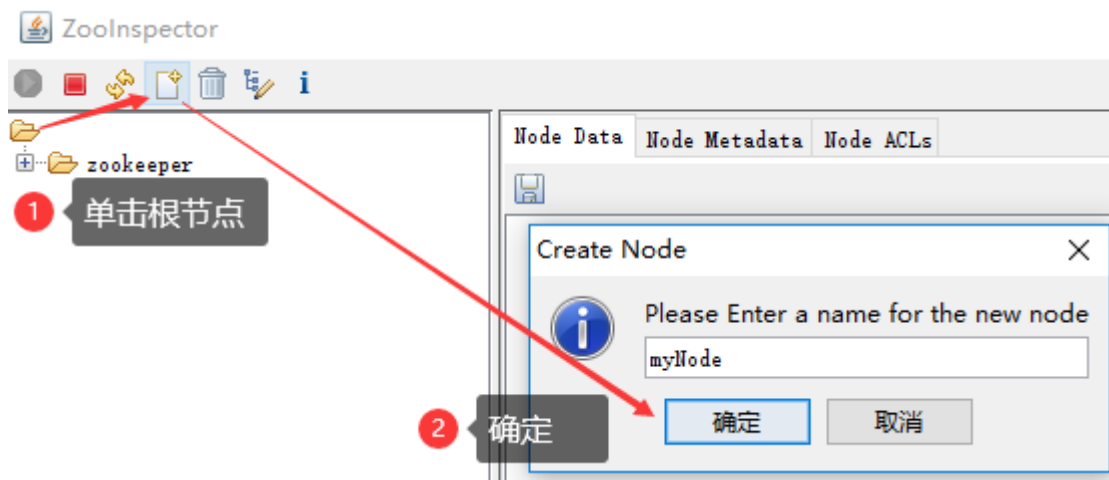 ZooInspector
i
Node Data Node Metadata Node ACLs
zookeeper
1 单击根节点
Create Node
Please Enter a name for the new node
myNode
2 确定
确定 取消